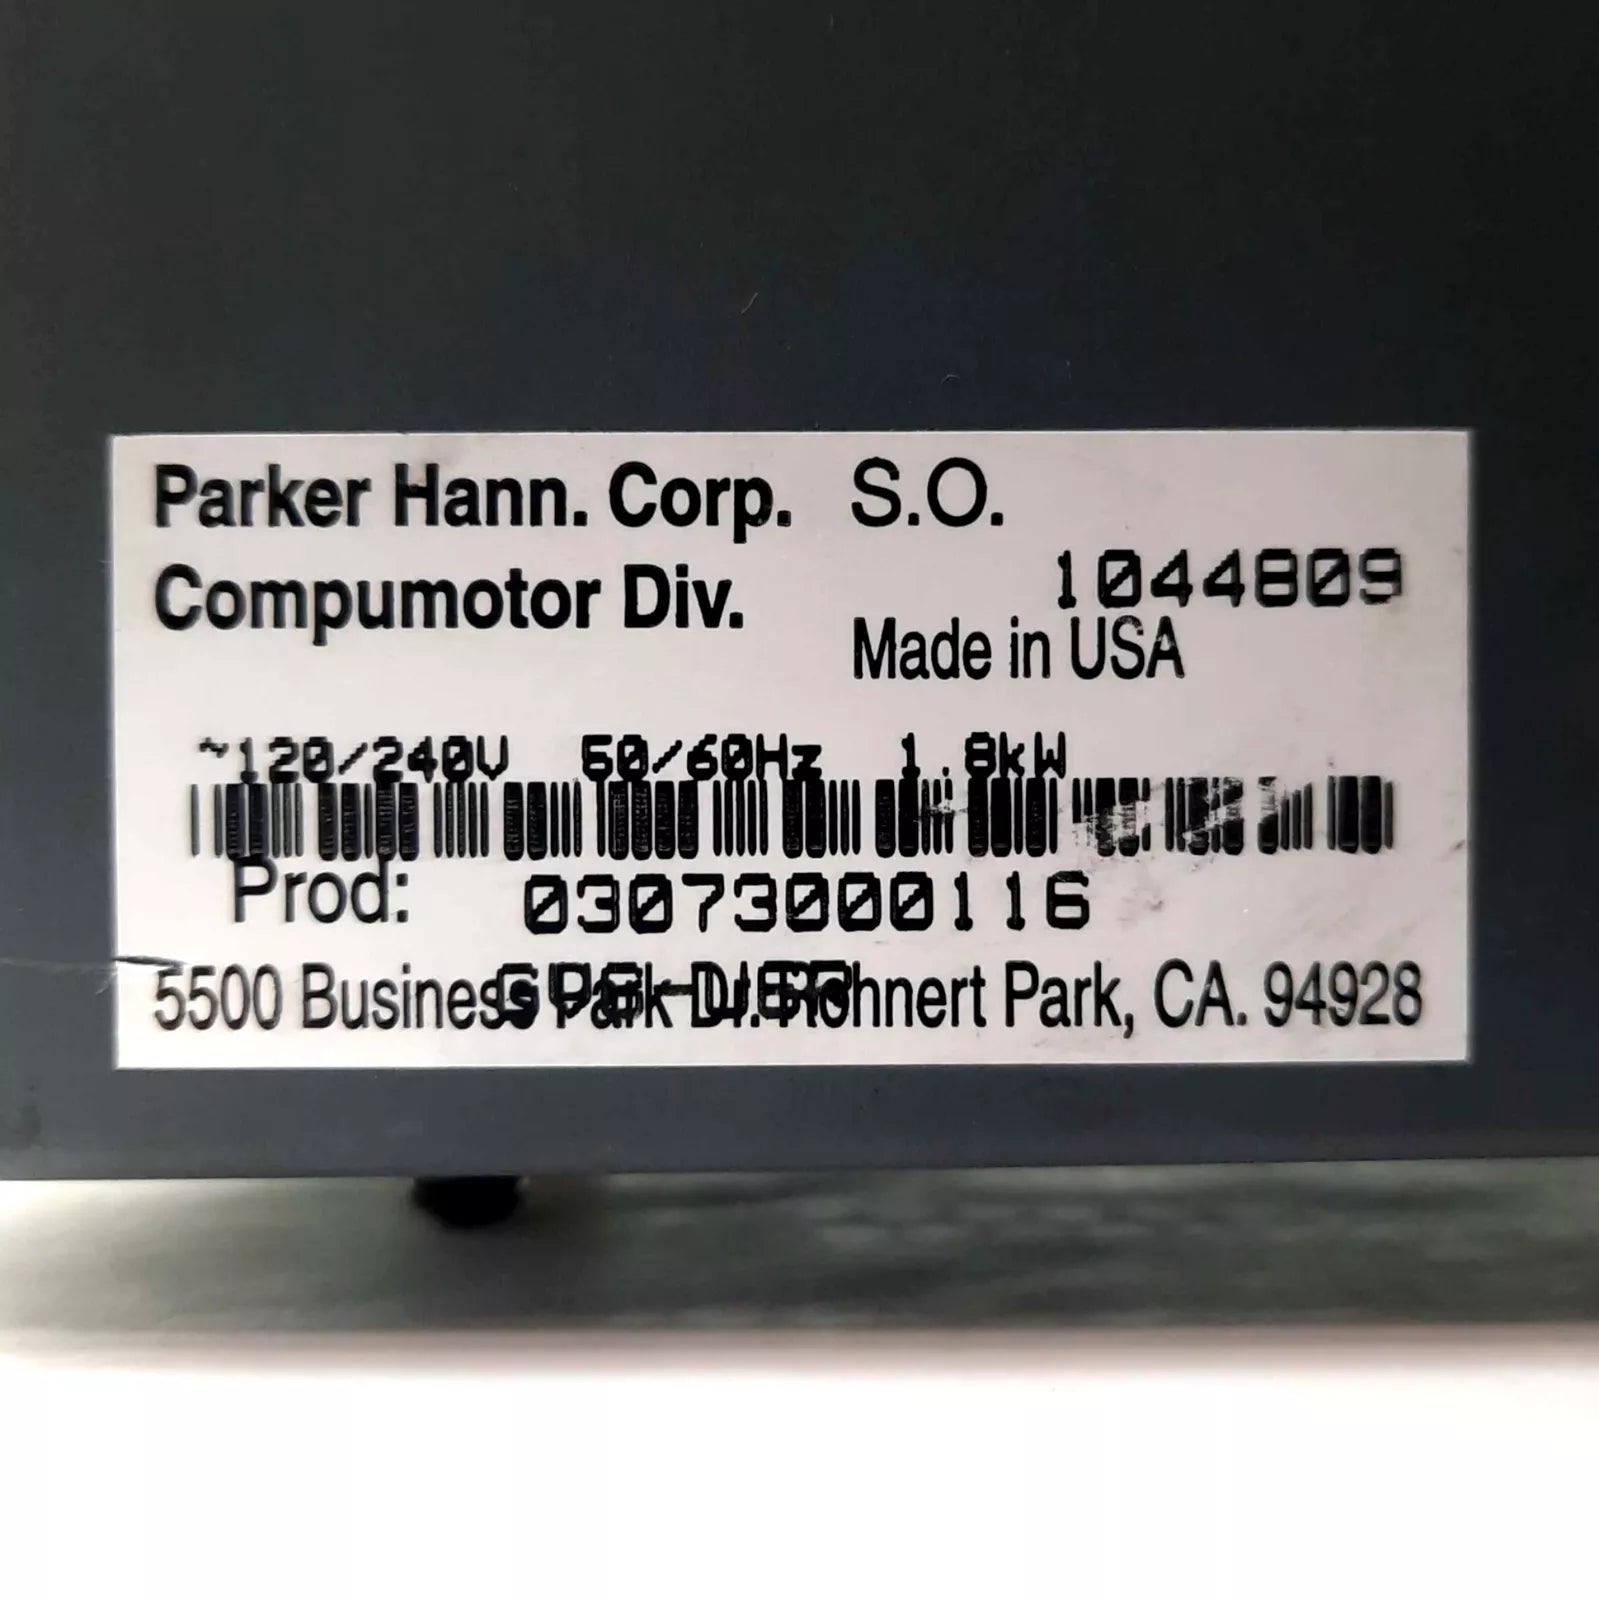 Parker Hann. Corp. S.O.
1044809
Compumotor Div.
Made in USA
~120/240V 50/60Hz 1.8kW
Prod: 03073000116
5500 Business Park Dr. Rohnert Park, CA. 94928